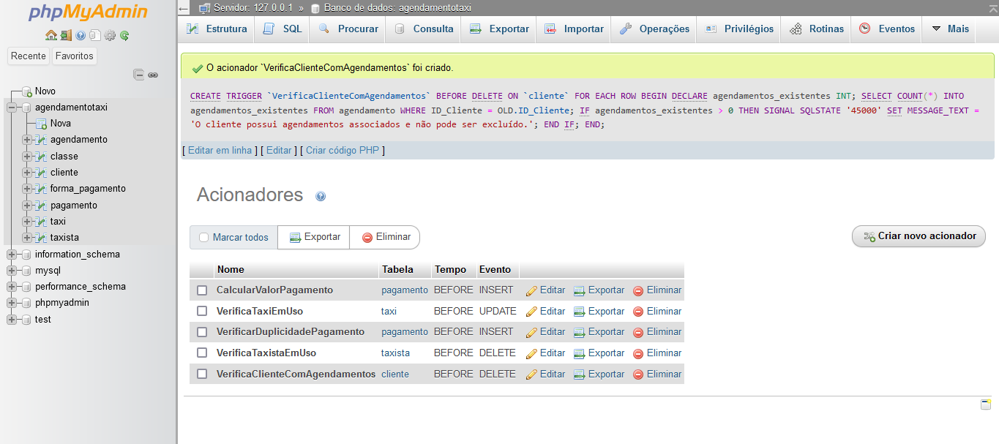 phpMyAdmin
Recente Favoritos
Novo
agendamentotaxi
Nova
agendamento
classe
cliente
forma_pagamento
pagamento
taxi
taxista
information_schema
mysql
performance_schema
phpmyadmin
test
← Servidor: 127.0.0.1 » Banco de dados: agendamentotaxi
Estrutura SQL Procurar Consulta Exportar Importar Operações Privilégios Rotinas Eventos Mais
O acionador `VerificaClienteComAgendamentos` foi criado.
CREATE TRIGGER `VerificaClienteComAgendamentos` BEFORE DELETE ON `cliente` FOR EACH ROW BEGIN DECLARE agendamentos_existentes INT; SELECT COUNT(*) INTO
agendamentos_existentes FROM agendamento WHERE ID_Cliente = OLD.ID_Cliente; IF agendamentos_existentes > 0 THEN SIGNAL SQLSTATE '45000' SET MESSAGE_TEXT =
'O cliente possui agendamentos associados e não pode ser excluído.'; END IF; END;
[ Editar em linha ] [ Editar ] [ Criar código PHP ]
Acionadores
Marcar todos Exportar Eliminar
Criar novo acionador
Nome Tabela Tempo Evento
CalcularValorPagamento pagamento BEFORE INSERT Editar Exportar Eliminar
VerificaTaxiEmUso taxi BEFORE UPDATE Editar Exportar Eliminar
VerificarDuplicidadePagamento pagamento BEFORE INSERT Editar Exportar Eliminar
VerificaTaxistaEmUso taxista BEFORE DELETE Editar Exportar Eliminar
VerificaClienteComAgendamentos cliente BEFORE DELETE Editar Exportar Eliminar